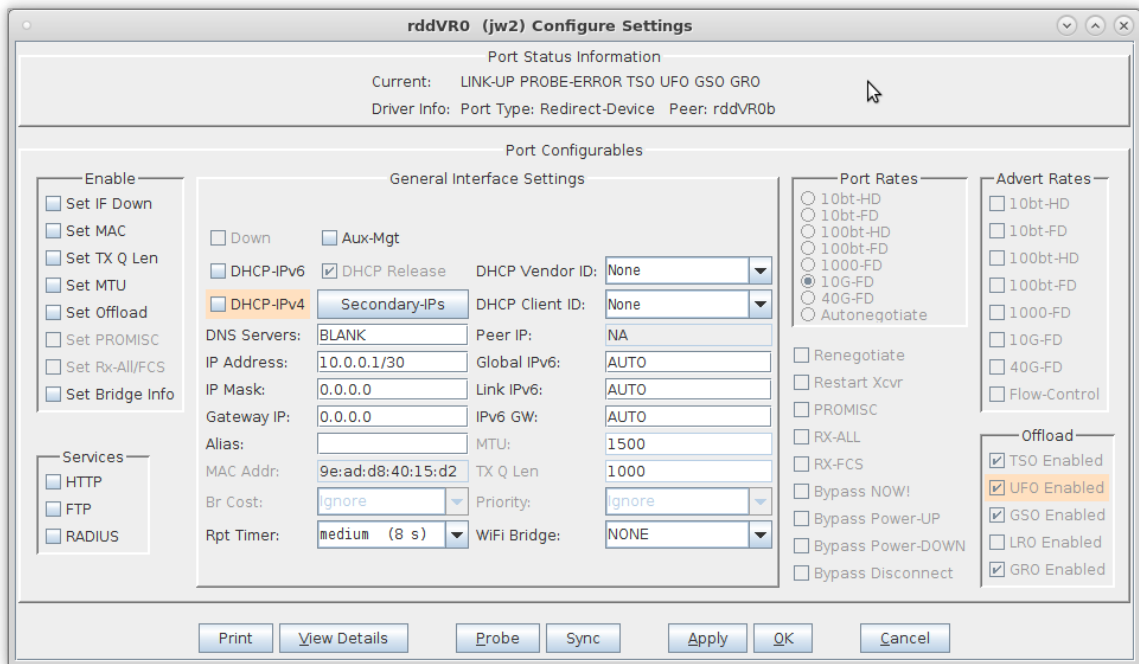 rddVR0 (jw2) Configure Settings
Port Status Information
Current: LINK-UP PROBE-ERROR TSO UFO GSO GRO
Driver Info: Port Type: Redirect-Device Peer: rddVR0b
Port Configurables
Enable
Set IF Down
Set MAC
Set TX Q Len
Set MTU
Set Offload
Set PROMISC
Set Rx-All/FCS
Set Bridge Info
Services
HTTP
FTP
RADIUS
General Interface Settings
Down Aux-Mgt
DHCP-IPv6 DHCP Release DHCP Vendor ID: None
DHCP-IPv4 Secondary-IPs DHCP Client ID: None
DNS Servers: BLANK Peer IP: NA
IP Address: 10.0.0.1/30 Global IPv6: AUTO
IP Mask: 0.0.0.0 Link IPv6: AUTO
Gateway IP: 0.0.0.0 IPv6 GW: AUTO
Alias: MTU: 1500
MAC Addr: 9e:ad:d8:40:15:d2 TX Q Len 1000
Br Cost: Ignore Priority: Ignore
Rpt Timer: medium (8 s) WiFi Bridge: NONE
Port Rates
10bt-HD
10bt-FD
100bt-HD
100bt-FD
1000-FD
10G-FD
40G-FD
Autonegotiate
Renegotiate
Restart Xcvr
PROMISC
RX-ALL
RX-FCS
Bypass NOW!
Bypass Power-UP
Bypass Power-DOWN
Bypass Disconnect
Advert Rates
10bt-HD
10bt-FD
100bt-HD
100bt-FD
1000-FD
10G-FD
40G-FD
Flow-Control
Offload
TSO Enabled
UFO Enabled
GSO Enabled
LRO Enabled
GRO Enabled
Print View Details Probe Sync Apply OK Cancel